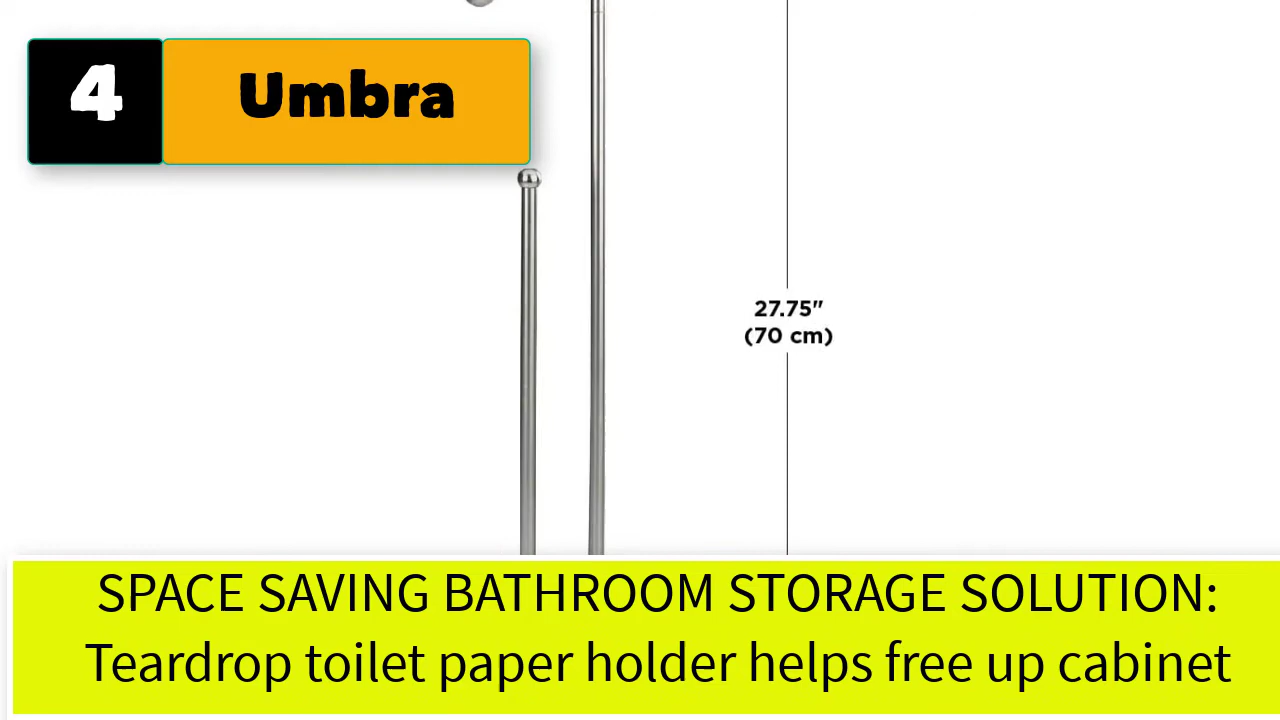 4 Umbra
27.75"
(70 cm)
SPACE SAVING BATHROOM STORAGE SOLUTION:
Teardrop toilet paper holder helps free up cabinet